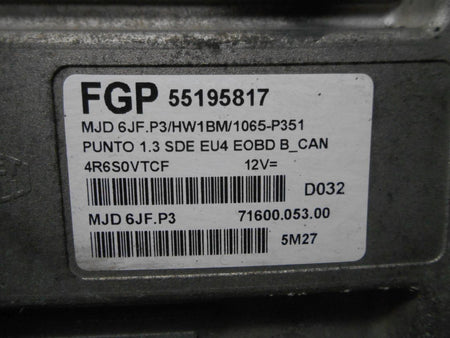 FGP 55195817
MJD 6JF.P3/HW1BM/1065-P351
PUNTO 1.3 SDE EU4 EOBD B_CAN
4R6S0VTCF 12V=
D032
MJD 6JF.P3 71600.053.00
5M27